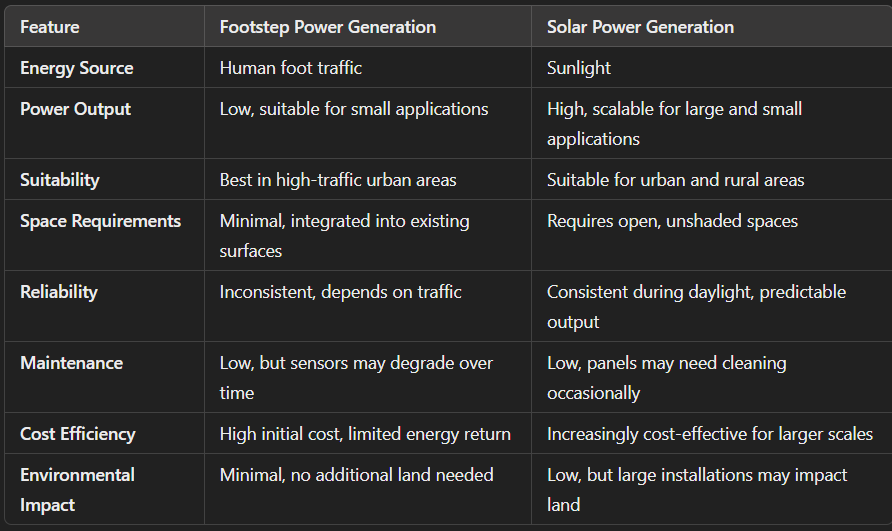 Feature Footstep Power Generation Solar Power Generation
Energy Source Human foot traffic Sunlight
Power Output Low, suitable for small applications High, scalable for large and small
applications
Suitability Best in high-traffic urban areas Suitable for urban and rural areas
Space Requirements Minimal, integrated into existing Requires open, unshaded spaces
surfaces
Reliability Inconsistent, depends on traffic Consistent during daylight, predictable
output
Maintenance Low, but sensors may degrade over Low, panels may need cleaning
time occasionally
Cost Efficiency High initial cost, limited energy return Increasingly cost-effective for larger scales
Environmental Minimal, no additional land needed Low, but large installations may impact
Impact land